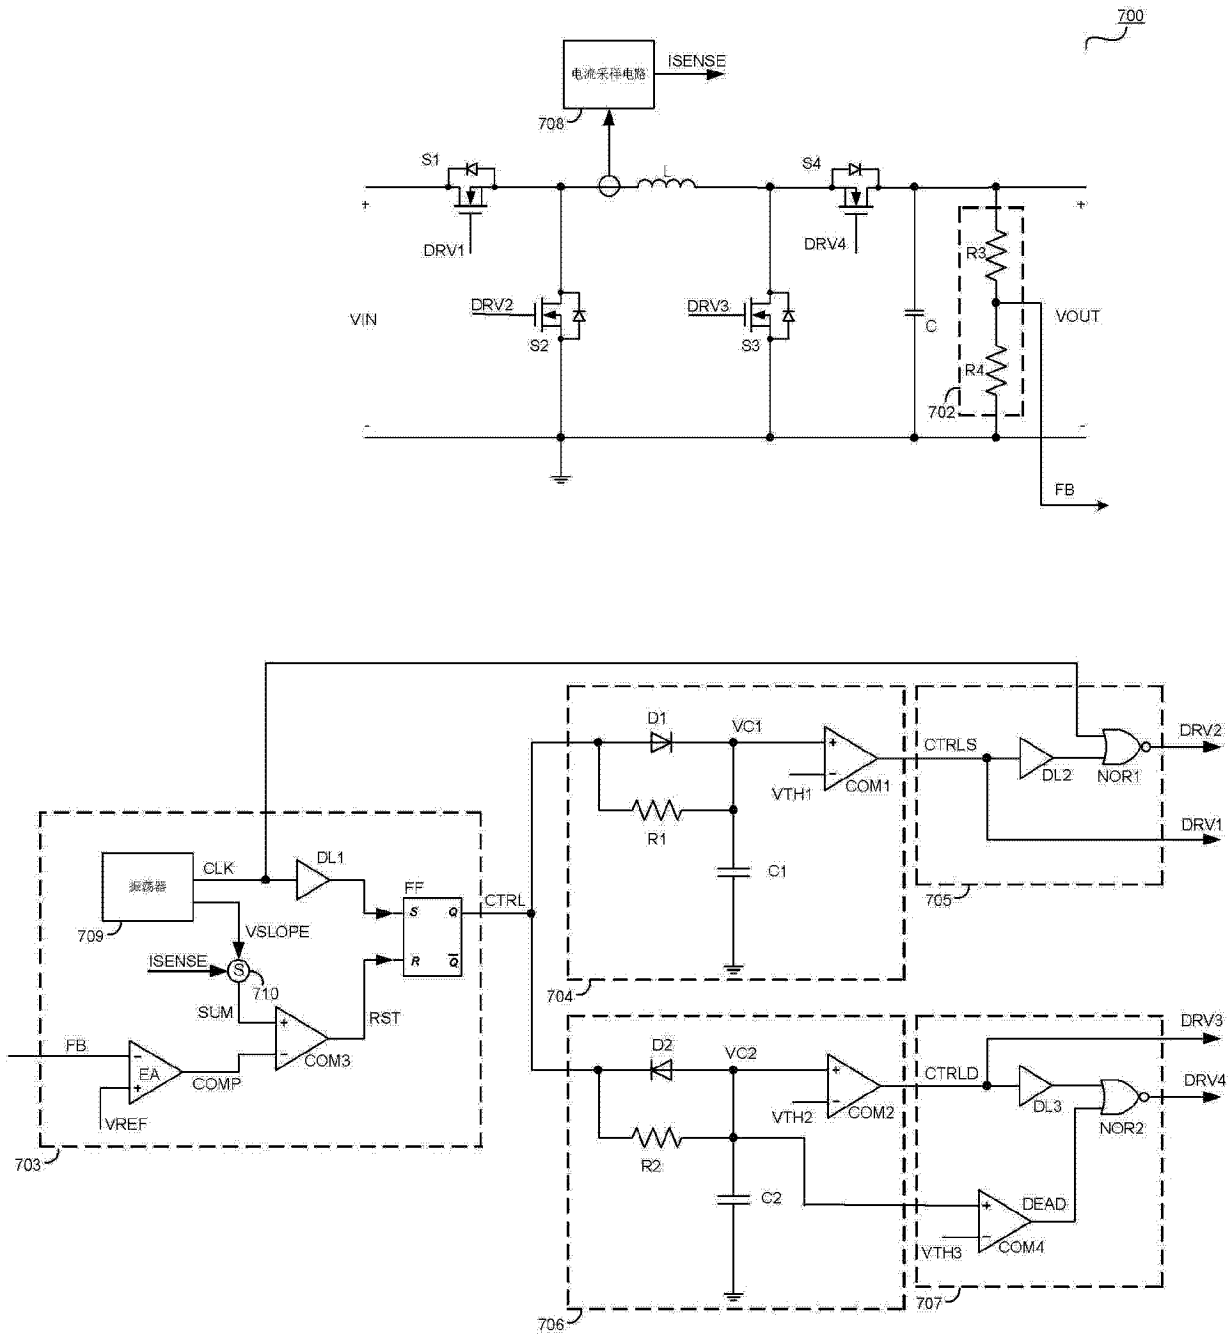 700
电流采样电路
ISENSE
708
S1
L
S4
DRV1
DRV4
+
+
R3
DRV2
DRV3
VIN
S2
S3
C
VOUT
R4
702
-
-
FB
D1
VC1
CTRLS
DRV2
+
-
VTH1
COM1
DL2
NOR1
R1
DRV1
C1
CLK
DL1
FF
CTRL
振荡器
S
Q
709
VSLOPE
705
ISENSE
S
R
Q
710
704
SUM
RST
+
FB
-
-
COM3
EA
COMP
+
VREF
703
D2
VC2
CTRLD
DRV3
+
-
VTH2
COM2
DL3
DRV4
NOR2
R2
C2
DEAD
+
-
VTH3
COM4
707
706